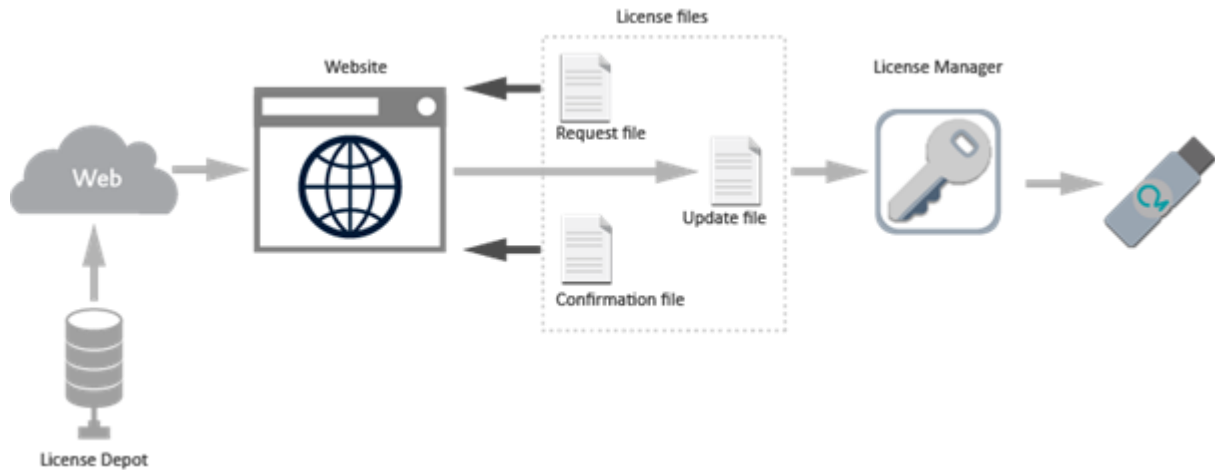 License files
Website
License Manager
Request file
Web
Update file
Confirmation file
License Depot